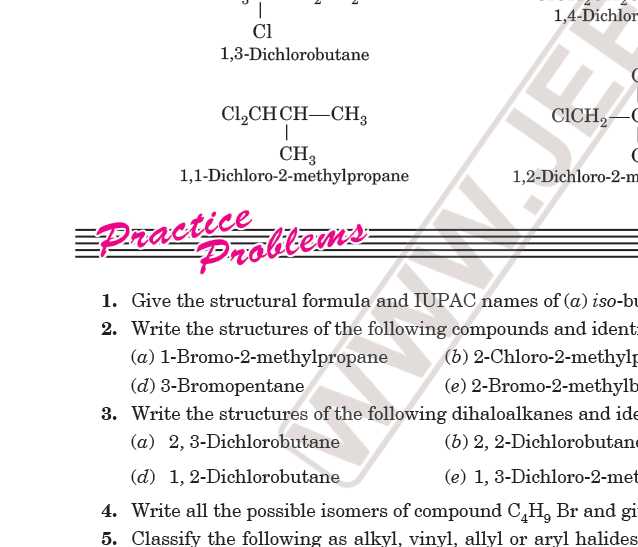 Cl
1,4-Dichlor
1,3-Dichlorobutane
Cl₂CHCH—CH₃
ClCH₂—C
CH₃
1,1-Dichloro-2-methylpropane
1,2-Dichloro-2-m
Practice Problems
1. Give the structural formula and IUPAC names of (a) iso-bu
2. Write the structures of the following compounds and identi
(a) 1-Bromo-2-methylpropane (b) 2-Chloro-2-methylp
(d) 3-Bromopentane (e) 2-Bromo-2-methylb
3. Write the structures of the following dihaloalkanes and ide
(a) 2, 3-Dichlorobutane (b) 2, 2-Dichlorobutane
(d) 1, 2-Dichlorobutane (e) 1, 3-Dichloro-2-met
4. Write all the possible isomers of compound C₄H₉ Br and gi
5. Classify the following as alkyl, vinyl, allyl or aryl halides
WWW.JEE